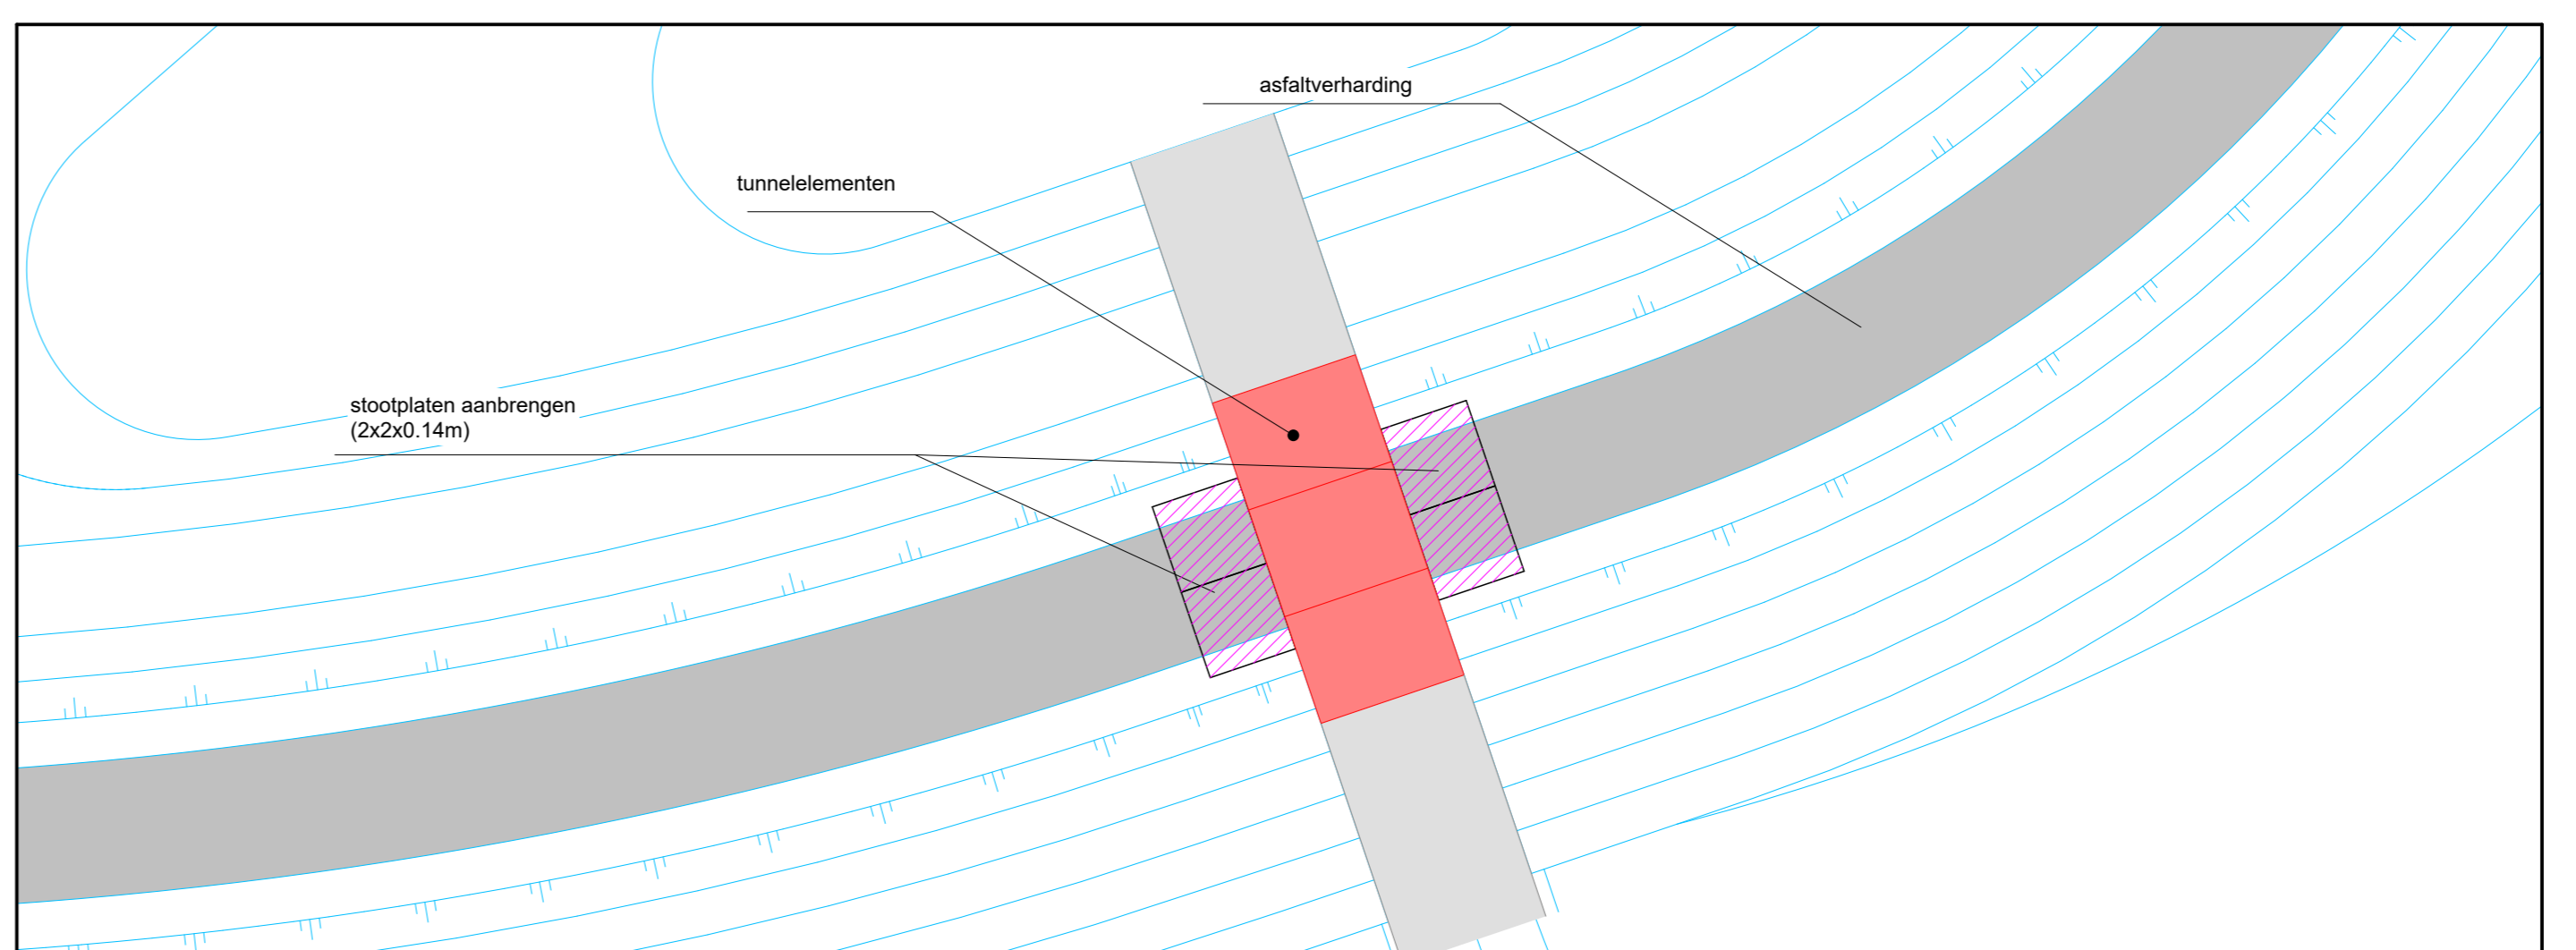 asfaltverharding
tunnelelementen
stootplaten aanbrengen
(2x2x0.14m)